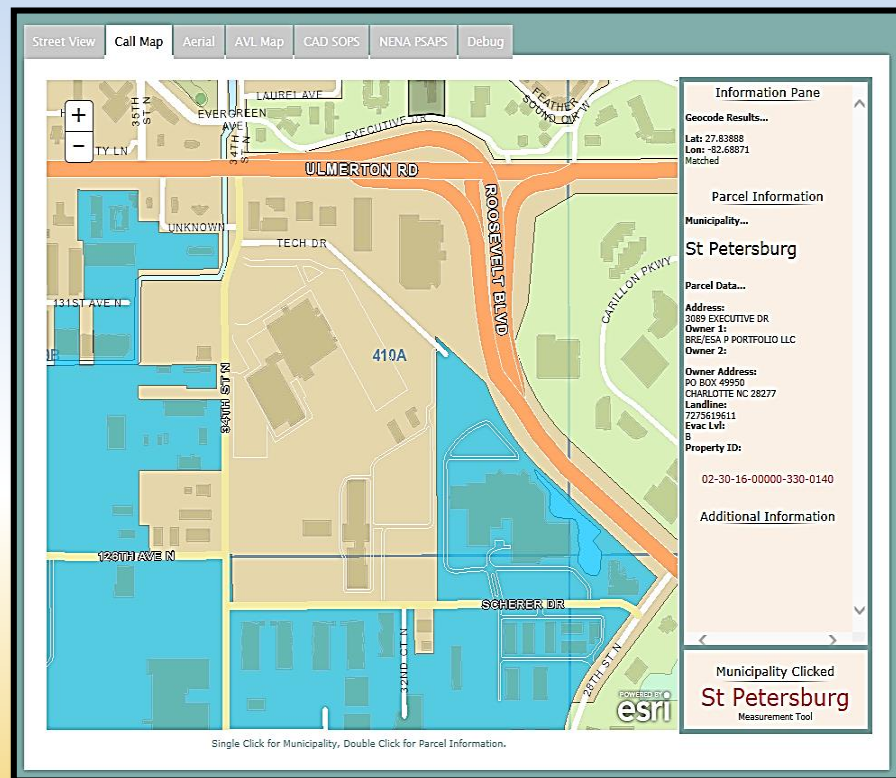 Street View
Call Map
Aerial
AVL Map
CAD SOPS
NENA PSAPS
Debug
+
−
LAUREL AVE
35TH
ST N
EVERGREEN
AVE
34TH
ST N
EXECUTIVE DR
FEATHER
SOUND CIR W
TY LN
ULMERTON RD
ROOSEVELT BLVD
UNKNOWN
TECH DR
CARILLON PKWY
131ST AVE N
419A
34TH ST N
126TH AVE N
SCHERER DR
32ND CT N
28TH ST N
POWERED BY
esri
Single Click for Municipality, Double Click for Parcel Information.
Information Pane
Geocode Results...
Lat: 27.83888
Lon: -82.68871
Matched
Parcel Information
Municipality...
St Petersburg
Parcel Data...
Address:
3089 EXECUTIVE DR
Owner 1:
BRE/ESA P PORTFOLIO LLC
Owner 2:
Owner Address:
PO BOX 49950
CHARLOTTE NC 28277
Landline:
7275619611
Evac Lvl:
B
Property ID:
02-30-16-00000-330-0140
Additional Information
Municipality Clicked
St Petersburg
Measurement Tool